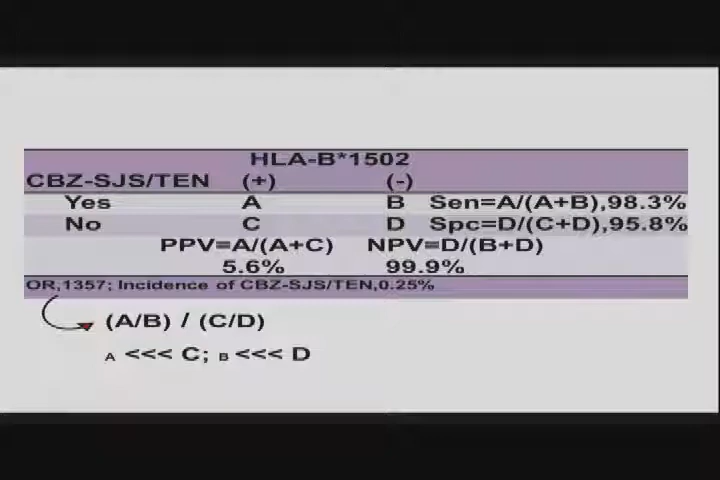 HLA-B*1502
CBZ-SJS/TEN (+) (-)
Yes A B Sen=A/(A+B),98.3%
No C D Spc=D/(C+D),95.8%
PPV=A/(A+C) NPV=D/(B+D)
5.6% 99.9%
OR,1357; Incidence of CBZ-SJS/TEN,0.25%
(A/B) / (C/D)
A <<< C; B <<< D